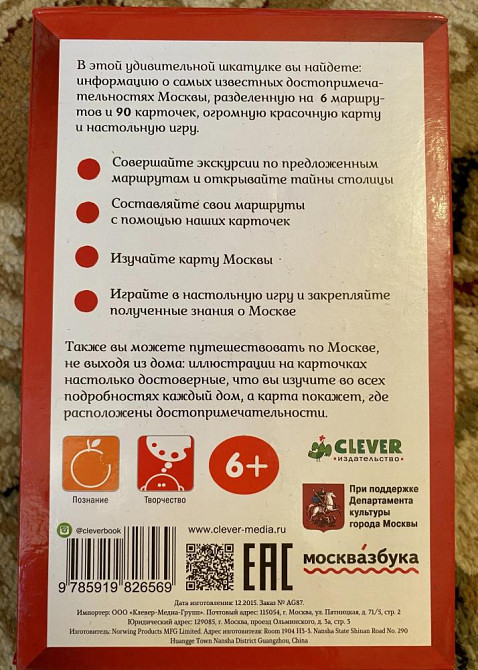 В этой удивительной шкатулке вы найдете:
информацию о самых известных достопримеча-
тельностях Москвы, разделенную на 6 маршру-
тов и 90 карточек, огромную красочную карту
и настольную игру.
Совершайте экскурсии по предложенным
маршрутам и открывайте тайны столицы
Составляйте свои маршруты
с помощью наших карточек
Изучайте карту Москвы
Играйте в настольную игру и закрепляйте
полученные знания о Москве
Также вы можете путешествовать по Москве,
не выходя из дома: иллюстрации на карточках
настолько достоверные, что вы изучите во всех
подробностях каждый дом, а карта покажет, где
расположены достопримечательности.
Познание
Творчество
6+
CLEVER
•издательство•
При поддержке
Департамента
культуры
города Москвы
@cleverbook
www.clever-media.ru
EAC
москваzбука
9 785919 826569
Дата изготовления: 12.2015. Заказ № AG87.
Импортер: ООО «Клевер-Медиа-Групп». Почтовый адрес: 115054, г. Москва, ул. Пятницкая, д. 71/5, стр. 2
Юридический адрес: 129085, г. Москва, проезд Ольминского, д. 3а, стр. 3
Изготовитель: Norwing Products MFG Limited. Адрес изготовителя: Room 1904 H3-3. Nansha State Shinan Road No. 290
Huangge Town Nansha District Guangzhou, China